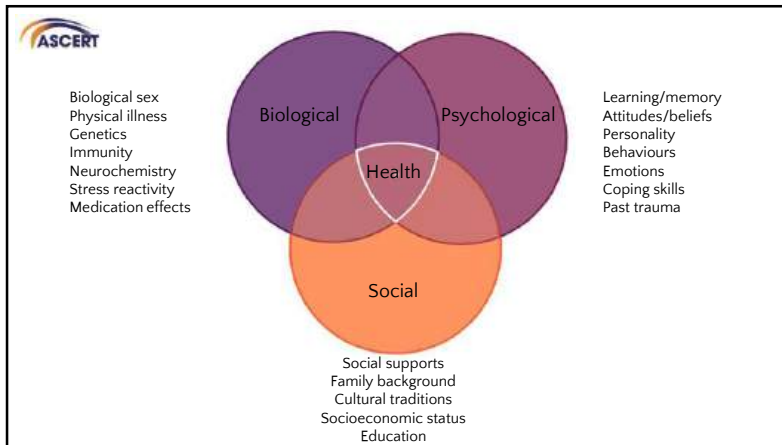 ASCERT
Biological
Psychological
Health
Social
Biological sex
Physical illness
Genetics
Immunity
Neurochemistry
Stress reactivity
Medication effects
Learning/memory
Attitudes/beliefs
Personality
Behaviours
Emotions
Coping skills
Past trauma
Social supports
Family background
Cultural traditions
Socioeconomic status
Education